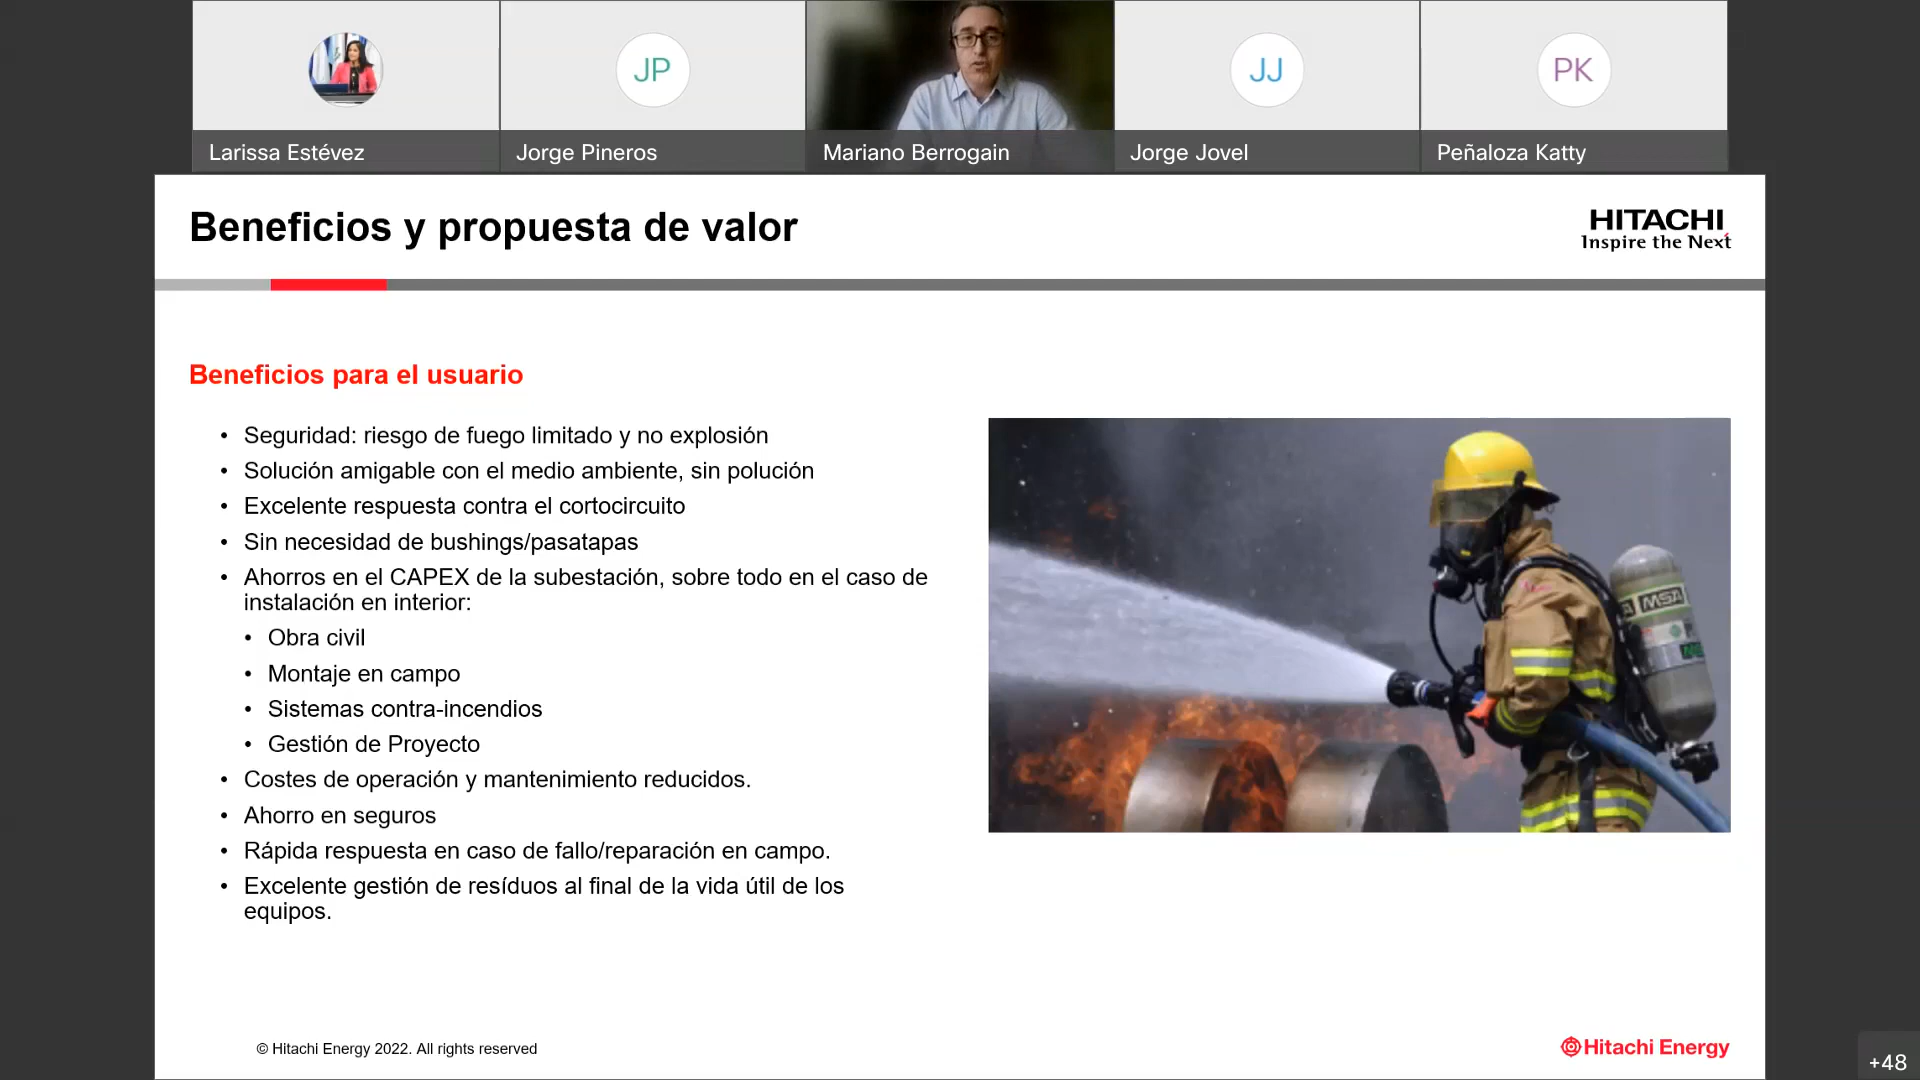 JP
JJ
PK
Larissa Estévez
Jorge Pineros
Mariano Berrogain
Jorge Jovel
Peñaloza Katty
Beneficios y propuesta de valor
HITACHI
Inspire the Next
Beneficios para el usuario
• Seguridad: riesgo de fuego limitado y no explosión
• Solución amigable con el medio ambiente, sin polución
• Excelente respuesta contra el cortocircuito
• Sin necesidad de bushings/pasatapas
• Ahorros en el CAPEX de la subestación, sobre todo en el caso de
instalación en interior:
• Obra civil
• Montaje en campo
• Sistemas contra-incendios
• Gestión de Proyecto
• Costes de operación y mantenimiento reducidos.
• Ahorro en seguros
• Rápida respuesta en caso de fallo/reparación en campo.
• Excelente gestión de resíduos al final de la vida útil de los
equipos.
MSA
© Hitachi Energy 2022. All rights reserved
Hitachi Energy
+48